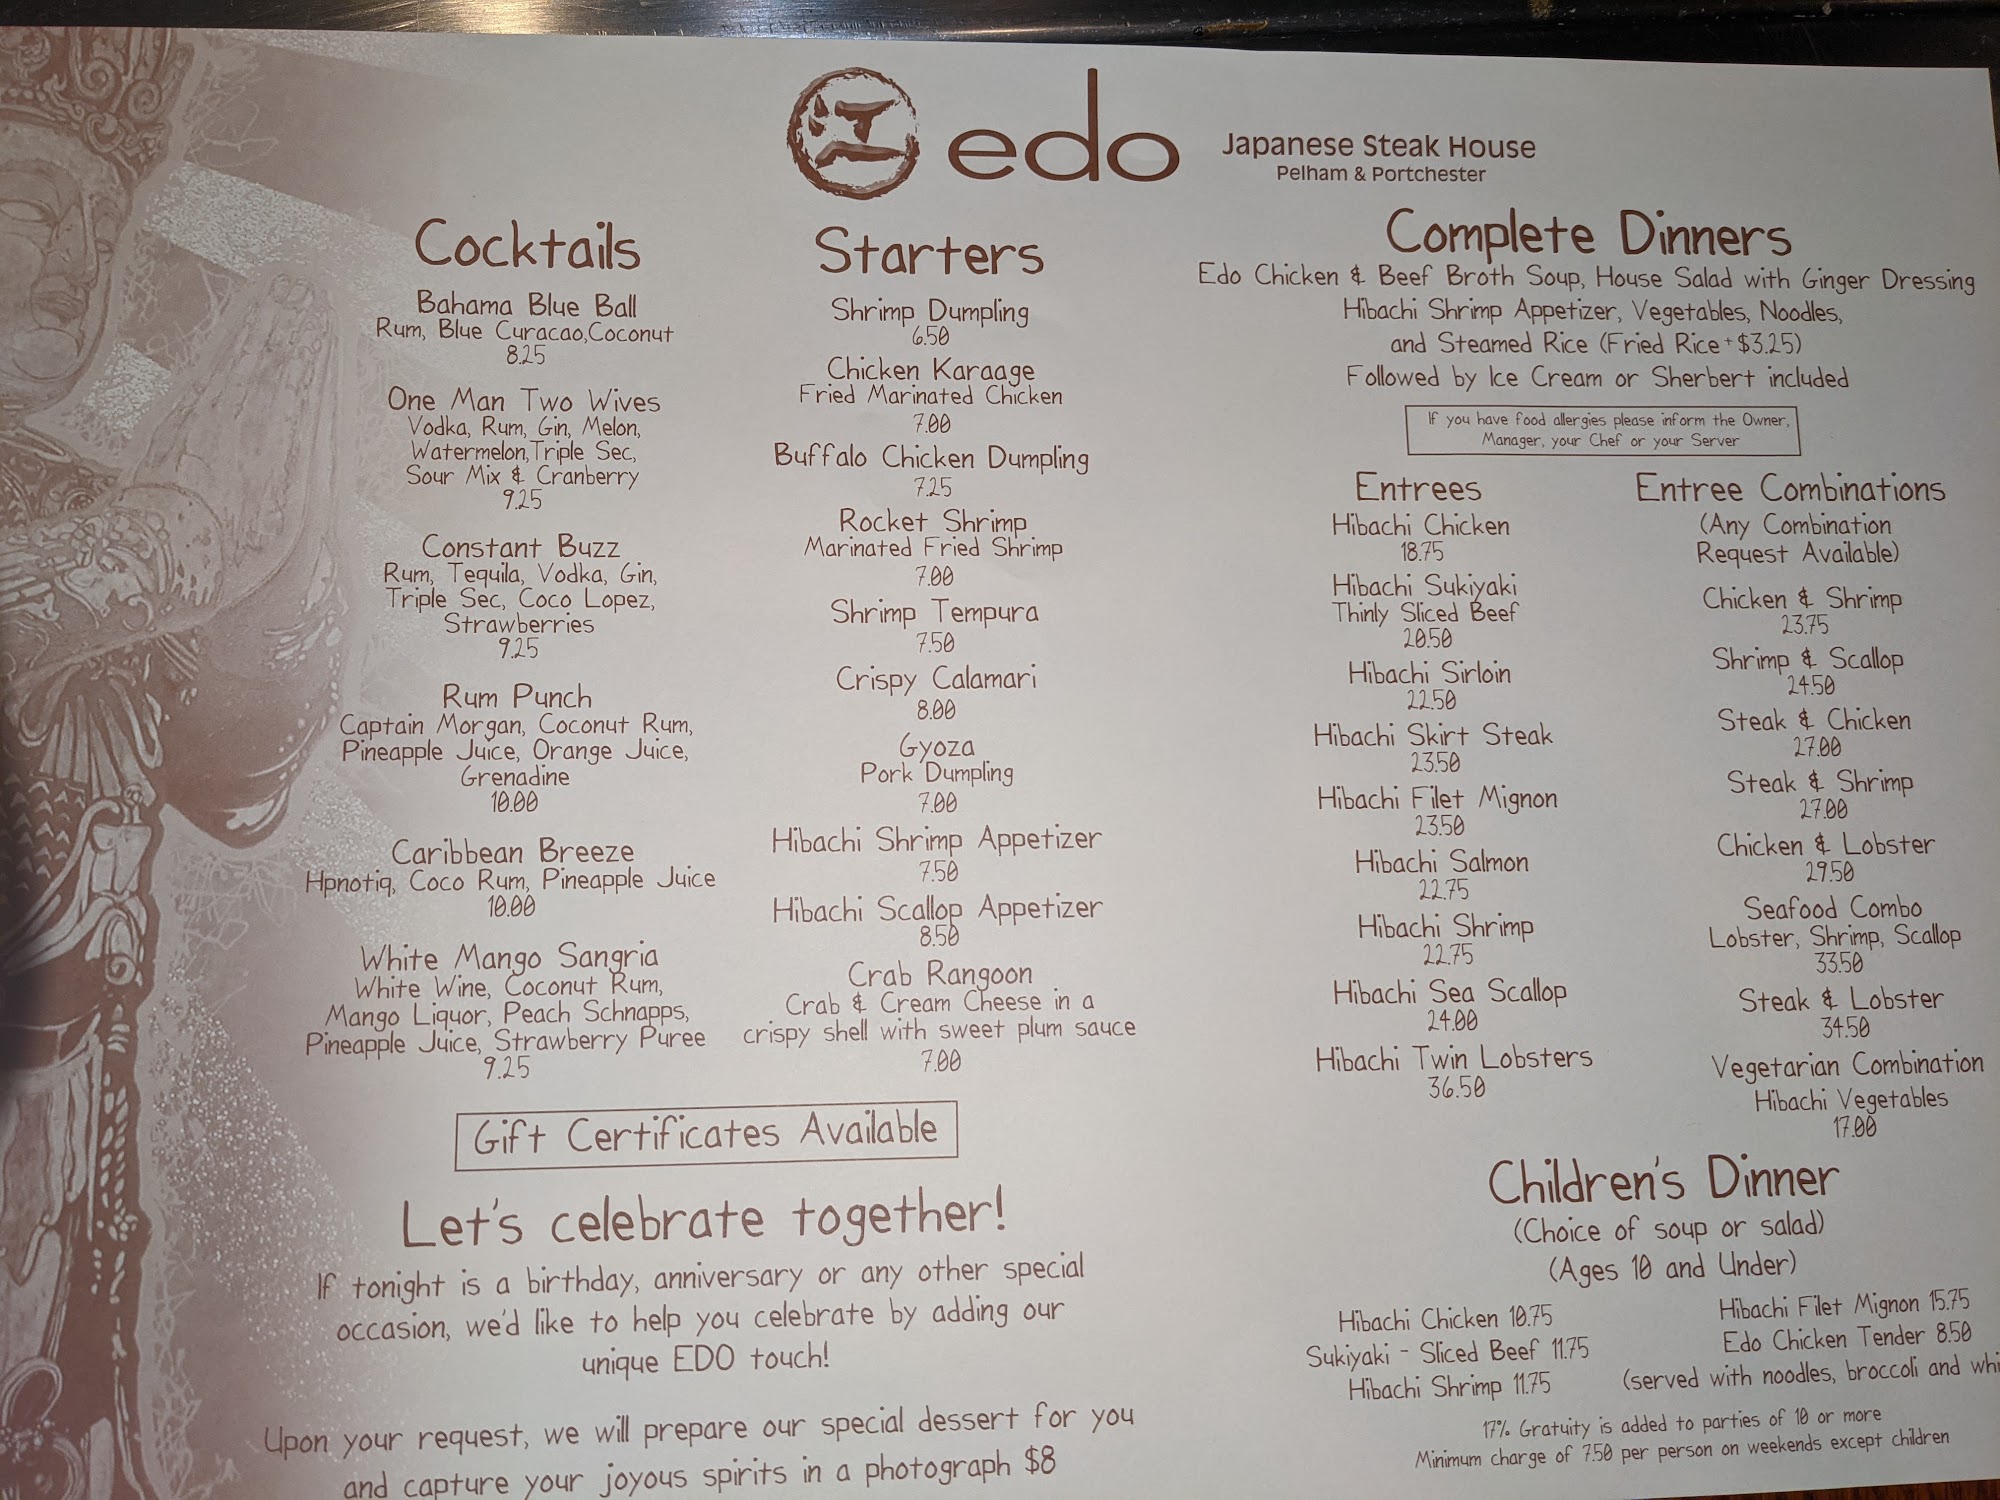 江 edo
Japanese Steak House
Pelham & Portchester
Cocktails
Bahama Blue Ball
Rum, Blue Curacao,Coconut
8.25
One Man Two Wives
Vodka, Rum, Gin, Melon,
Watermelon,Triple Sec,
Sour Mix & Cranberry
9.25
Constant Buzz
Rum, Tequila, Vodka, Gin,
Triple Sec, Coco Lopez,
Strawberries
9.25
Rum Punch
Captain Morgan, Coconut Rum,
Pineapple Juice, Orange Juice,
Grenadine
10.00
Caribbean Breeze
Hpnotiq, Coco Rum, Pineapple Juice
10.00
White Mango Sangria
White Wine, Coconut Rum,
Mango Liquor, Peach Schnapps,
Pineapple Juice, Strawberry Puree
9.25
Starters
Shrimp Dumpling
6.50
Chicken Karaage
Fried Marinated Chicken
7.00
Buffalo Chicken Dumpling
7.25
Rocket Shrimp
Marinated Fried Shrimp
7.00
Shrimp Tempura
7.50
Crispy Calamari
8.00
Gyoza
Pork Dumpling
7.00
Hibachi Shrimp Appetizer
7.50
Hibachi Scallop Appetizer
8.50
Crab Rangoon
Crab & Cream Cheese in a
crispy shell with sweet plum sauce
7.00
Gift Certificates Available
Let's celebrate together!
If tonight is a birthday, anniversary or any other special
occasion, we'd like to help you celebrate by adding our
unique EDO touch!
Upon your request, we will prepare our special dessert for you
and capture your joyous spirits in a photograph $8
Complete Dinners
Edo Chicken & Beef Broth Soup, House Salad with Ginger Dressing
Hibachi Shrimp Appetizer, Vegetables, Noodles,
and Steamed Rice (Fried Rice + $3.25)
Followed by Ice Cream or Sherbert included
If you have food allergies please inform the Owner,
Manager, your Chef or your Server
Entrees
Hibachi Chicken
18.75
Hibachi Sukiyaki
Thinly Sliced Beef
20.50
Hibachi Sirloin
22.50
Hibachi Skirt Steak
23.50
Hibachi Filet Mignon
23.50
Hibachi Salmon
22.75
Hibachi Shrimp
22.75
Hibachi Sea Scallop
24.00
Hibachi Twin Lobsters
36.50
Entree Combinations
(Any Combination
Request Available)
Chicken & Shrimp
23.75
Shrimp & Scallop
24.50
Steak & Chicken
27.00
Steak & Shrimp
27.00
Chicken & Lobster
29.50
Seafood Combo
Lobster, Shrimp, Scallop
33.50
Steak & Lobster
34.50
Vegetarian Combination
Hibachi Vegetables
17.00
Children's Dinner
(Choice of soup or salad)
(Ages 10 and Under)
Hibachi Chicken 10.75
Sukiyaki - Sliced Beef 11.75
Hibachi Shrimp 11.75
Hibachi Filet Mignon 15.75
Edo Chicken Tender 8.50
(served with noodles, broccoli and whi
17% Gratuity is added to parties of 10 or more
Minimum charge of 7.50 per person on weekends except children